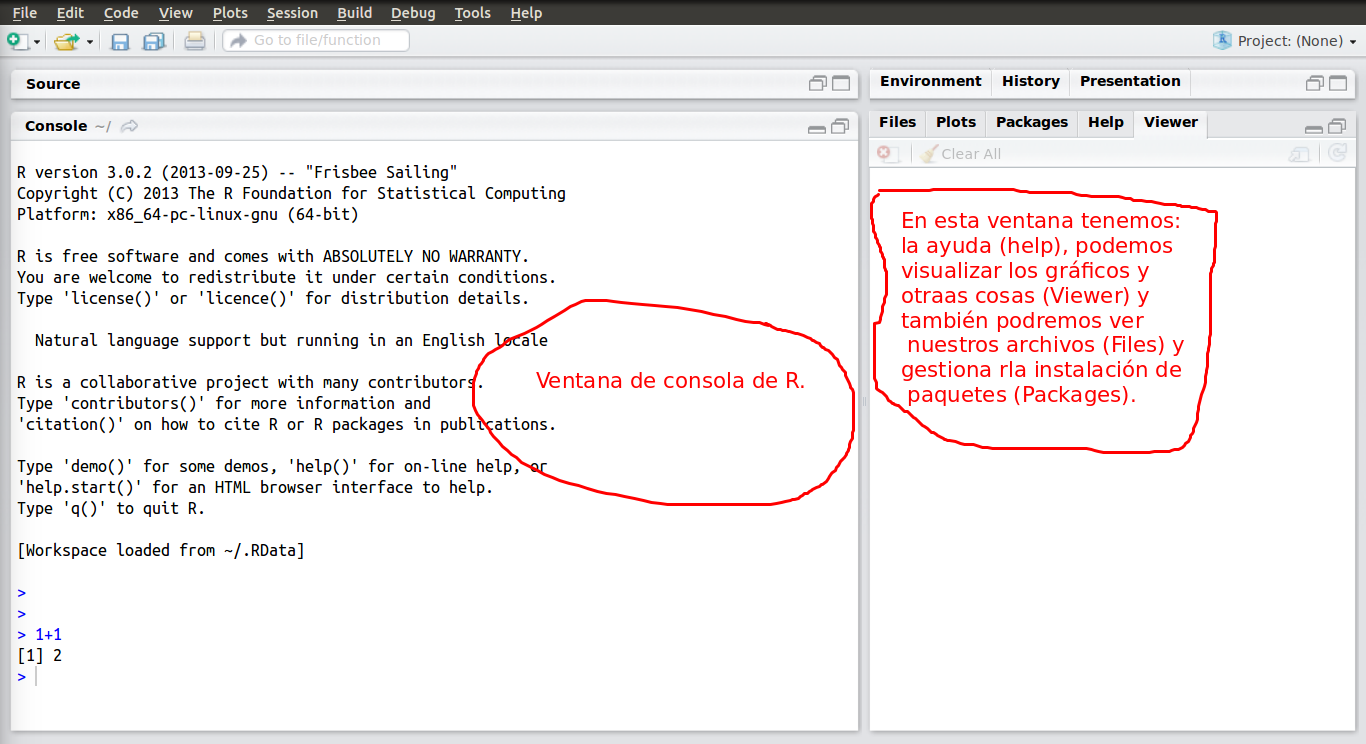 File Edit Code View Plots Session Build Debug Tools Help
Go to file/function
Project: (None)
Source
Console ~/
R version 3.0.2 (2013-09-25) -- "Frisbee Sailing"
Copyright (C) 2013 The R Foundation for Statistical Computing
Platform: x86_64-pc-linux-gnu (64-bit)
R is free software and comes with ABSOLUTELY NO WARRANTY.
You are welcome to redistribute it under certain conditions.
Type 'license()' or 'licence()' for distribution details.
Natural language support but running in an English locale
R is a collaborative project with many contributors.
Type 'contributors()' for more information and
'citation()' on how to cite R or R packages in publications.
Type 'demo()' for some demos, 'help()' for on-line help, or
'help.start()' for an HTML browser interface to help.
Type 'q()' to quit R.
[Workspace loaded from ~/.RData]
>
>
> 1+1
[1] 2
>
Ventana de consola de R.
Environment History Presentation
Files Plots Packages Help Viewer
Clear All
En esta ventana tenemos:
la ayuda (help), podemos
visualizar los gráficos y
otraas cosas (Viewer) y
también podremos ver
nuestros archivos (Files) y
gestiona rla instalación de
paquetes (Packages).